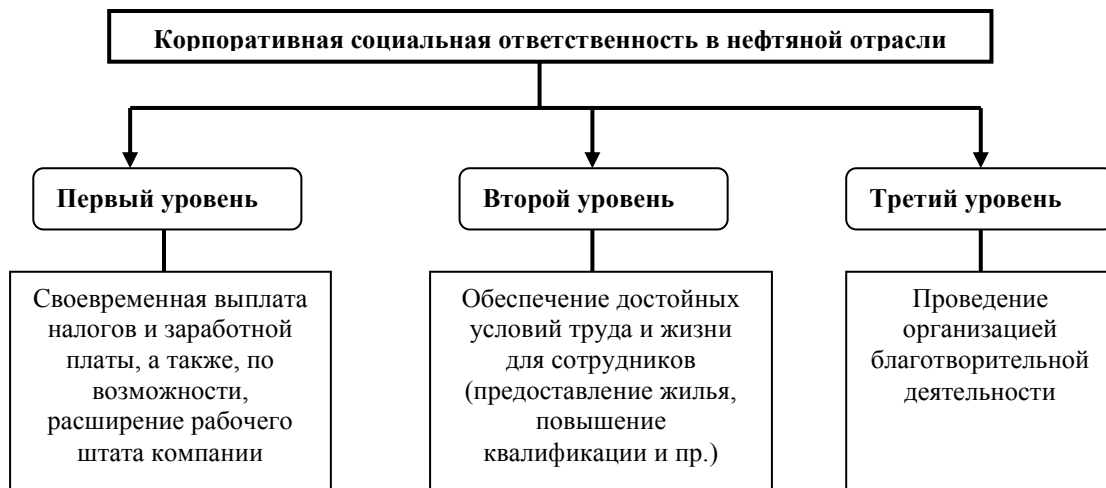 Корпоративная социальная ответственность в нефтяной отрасли
Первый уровень
Второй уровень
Третий уровень
Своевременная выплата
налогов и заработной
платы, а также, по
возможности,
расширение рабочего
штата компании
Обеспечение достойных
условий труда и жизни
для сотрудников
(предоставление жилья,
повышение
квалификации и пр.)
Проведение
организацией
благотворительной
деятельности